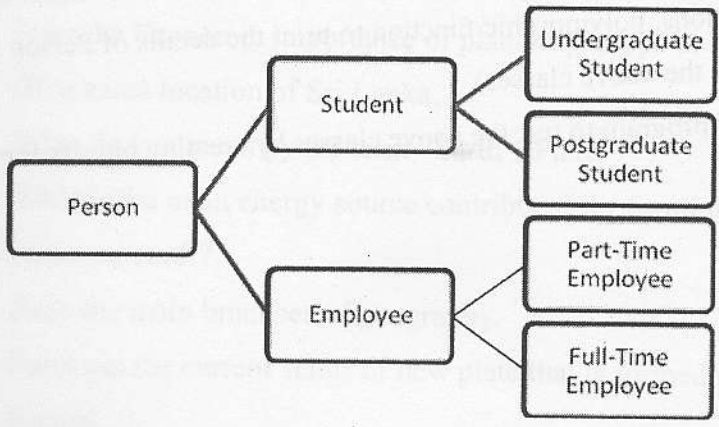 Person
Student
Employee
Undergraduate
Student
Postgraduate
Student
Part-Time
Employee
Full-Time
Employee